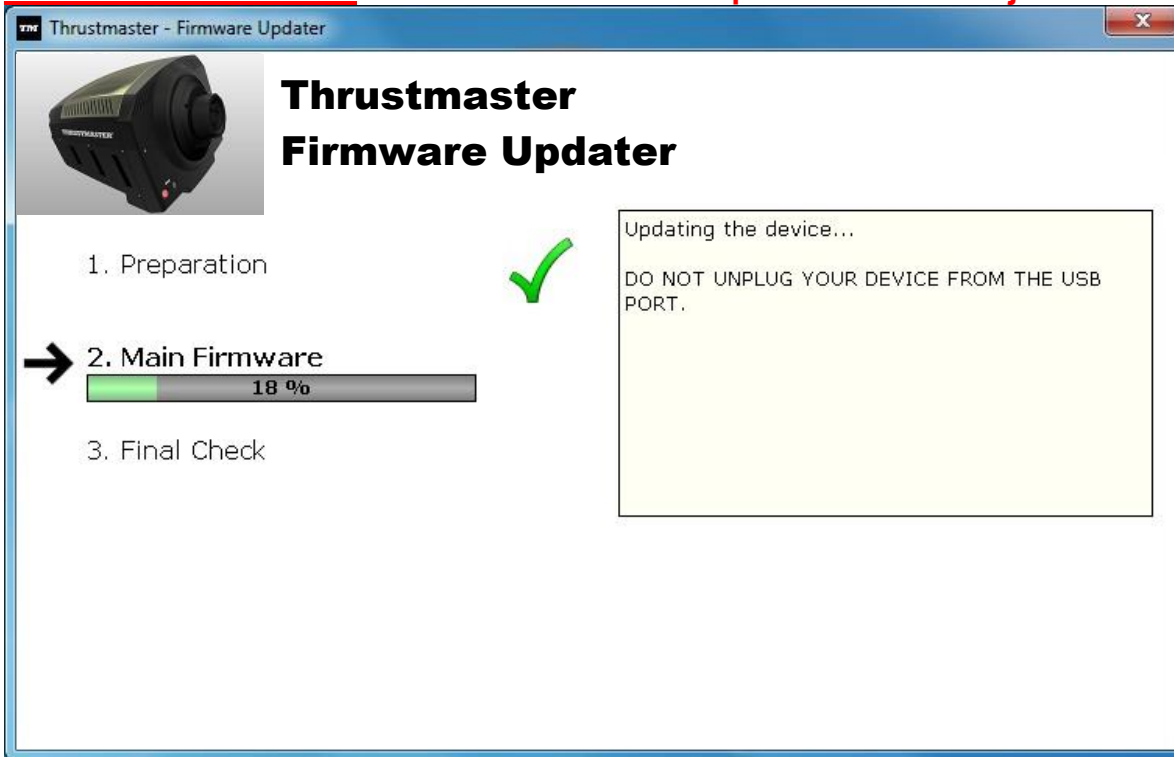 Thrustmaster - Firmware Updater
THRUSTMASTER
Thrustmaster
Firmware Updater
Updating the device...
DO NOT UNPLUG YOUR DEVICE FROM THE USB
PORT.
1. Preparation
2. Main Firmware
18 %
3. Final Check